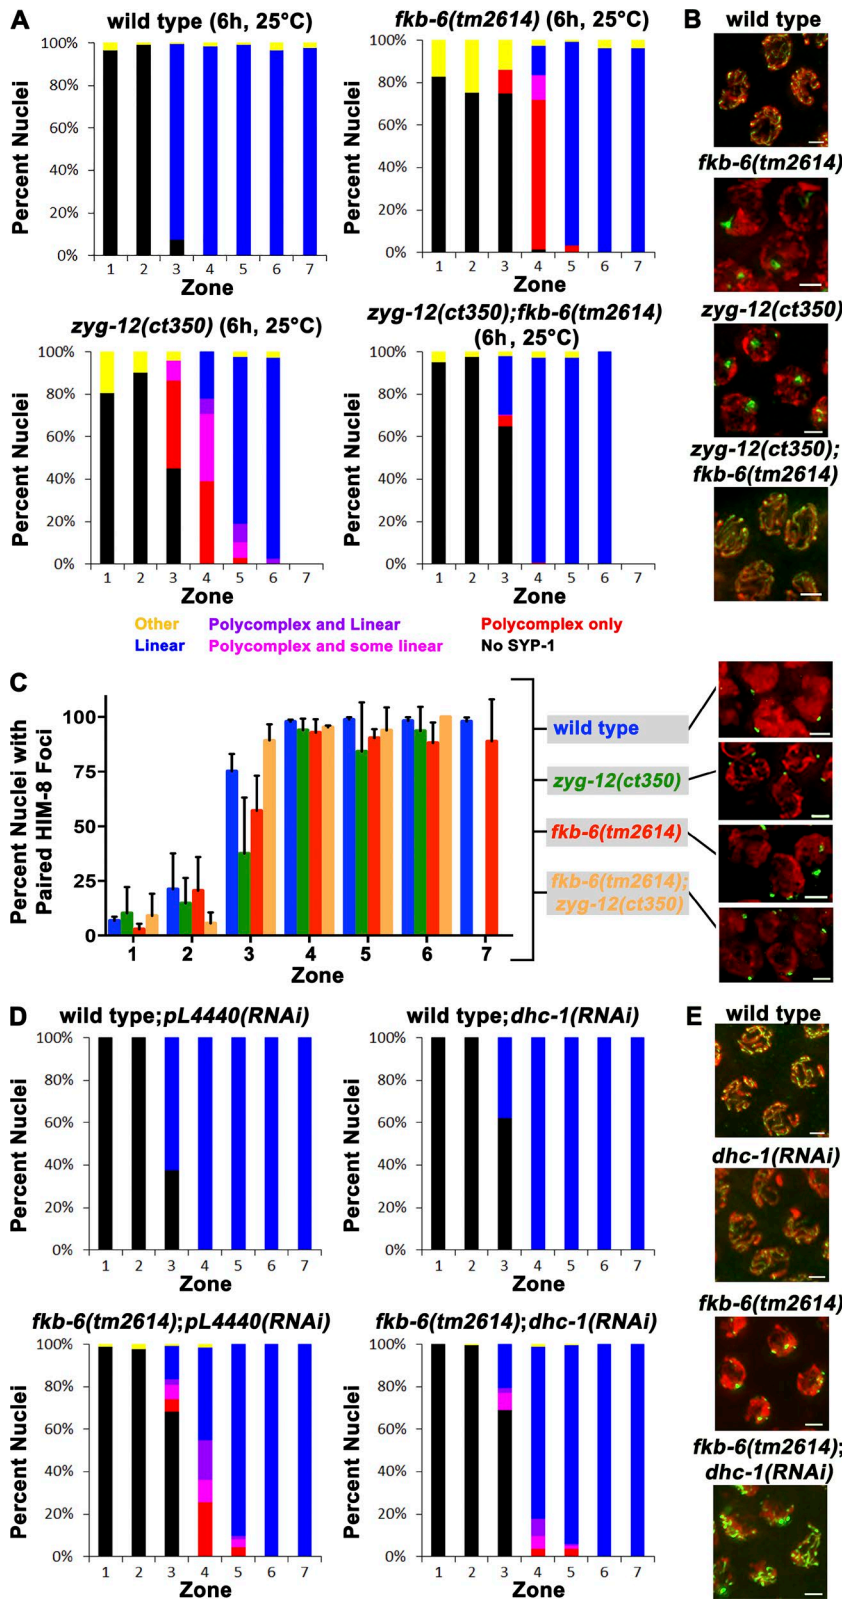 A
wild type (6h, 25°C)
fkb-6(tm2614) (6h, 25°C)
B
wild type
Percent Nuclei
100%
80%
60%
40%
20%
0%
1 2 3 4 5 6 7
Zone
Percent Nuclei
100%
80%
60%
40%
20%
0%
1 2 3 4 5 6 7
Zone
fkb-6(tm2614)
zyg-12(ct350)
zyg-12(ct350);
fkb-6(tm2614)
zyg-12(ct350) (6h, 25°C)
Percent Nuclei
100%
80%
60%
40%
20%
0%
1 2 3 4 5 6 7
Zone
zyg-12(ct350);fkb-6(tm2614)
(6h, 25°C)
Percent Nuclei
100%
80%
60%
40%
20%
0%
1 2 3 4 5 6 7
Zone
Other
Polycomplex and Linear
Polycomplex only
Linear
Polycomplex and some linear
No SYP-1
C
Percent Nuclei with
Paired HIM-8 Foci
100
75
50
25
0
1 2 3 4 5 6 7
Zone
wild type
zyg-12(ct350)
fkb-6(tm2614)
fkb-6(tm2614);
zyg-12(ct350)
D
wild type;pL4440(RNAi)
Percent Nuclei
100%
80%
60%
40%
20%
0%
1 2 3 4 5 6 7
Zone
wild type;dhc-1(RNAi)
Percent Nuclei
100%
80%
60%
40%
20%
0%
1 2 3 4 5 6 7
Zone
fkb-6(tm2614);pL4440(RNAi)
Percent Nuclei
100%
80%
60%
40%
20%
0%
1 2 3 4 5 6 7
Zone
fkb-6(tm2614);dhc-1(RNAi)
Percent Nuclei
100%
80%
60%
40%
20%
0%
1 2 3 4 5 6 7
Zone
E
wild type
dhc-1(RNAi)
fkb-6(tm2614)
fkb-6(tm2614);
dhc-1(RNAi)